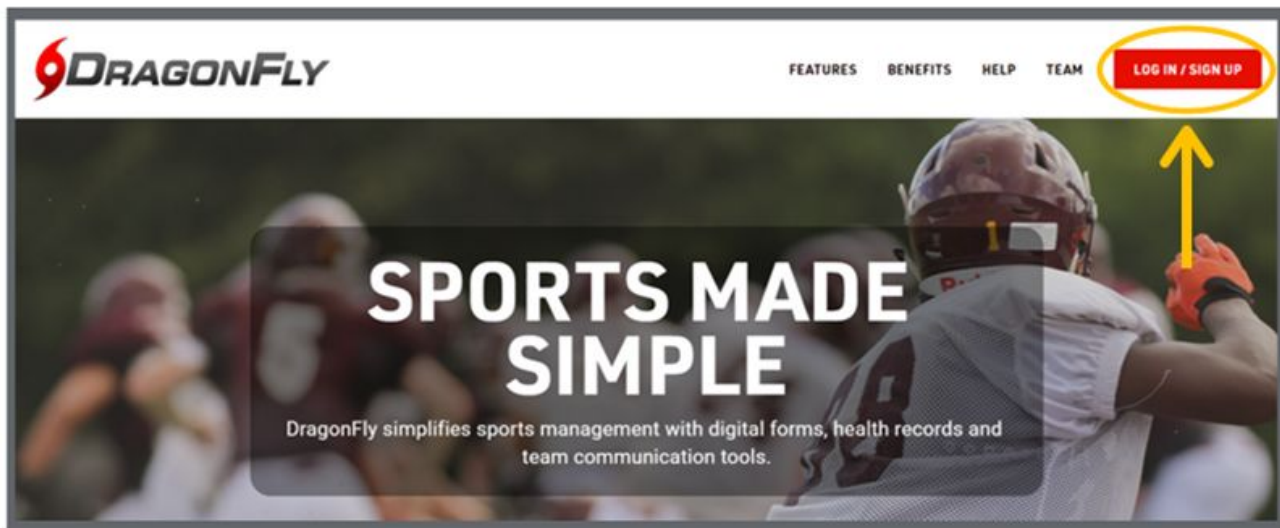 DRAGONFLY
FEATURES BENEFITS HELP TEAM LOG IN / SIGN UP
SPORTS MADE
SIMPLE
DragonFly simplifies sports management with digital forms, health records and
team communication tools.